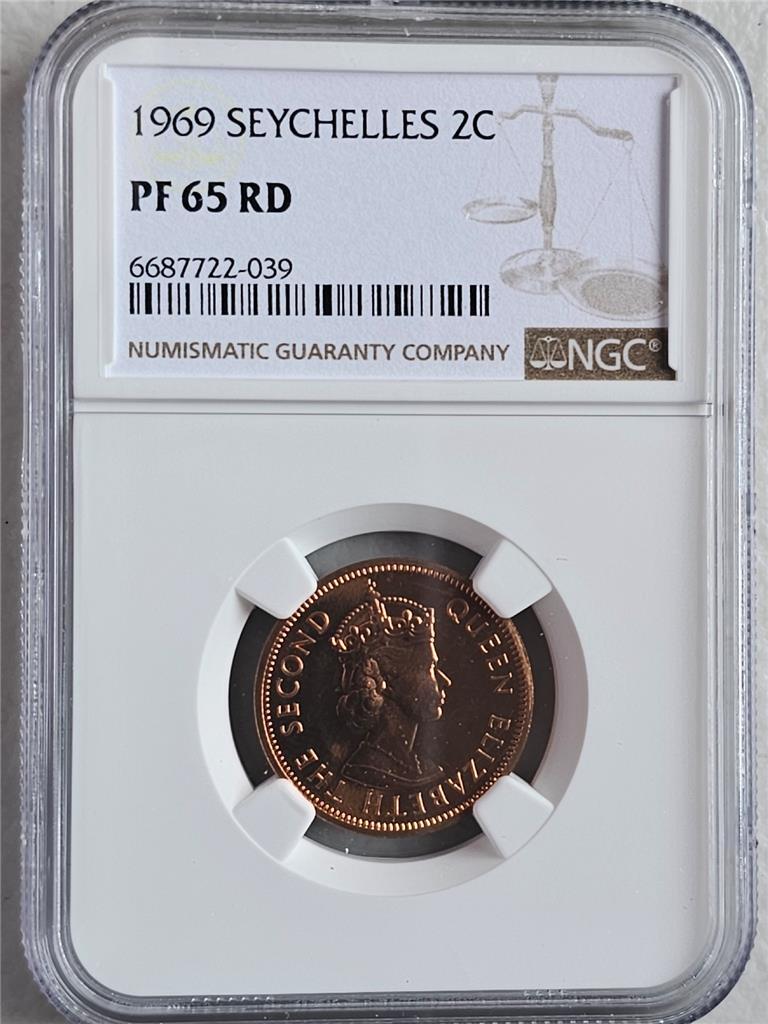 1969 SEYCHELLES 2C
PF 65 RD
6687722-039
NUMISMATIC GUARANTY COMPANY
NGC®
QUEEN ELIZABETH THE SECOND